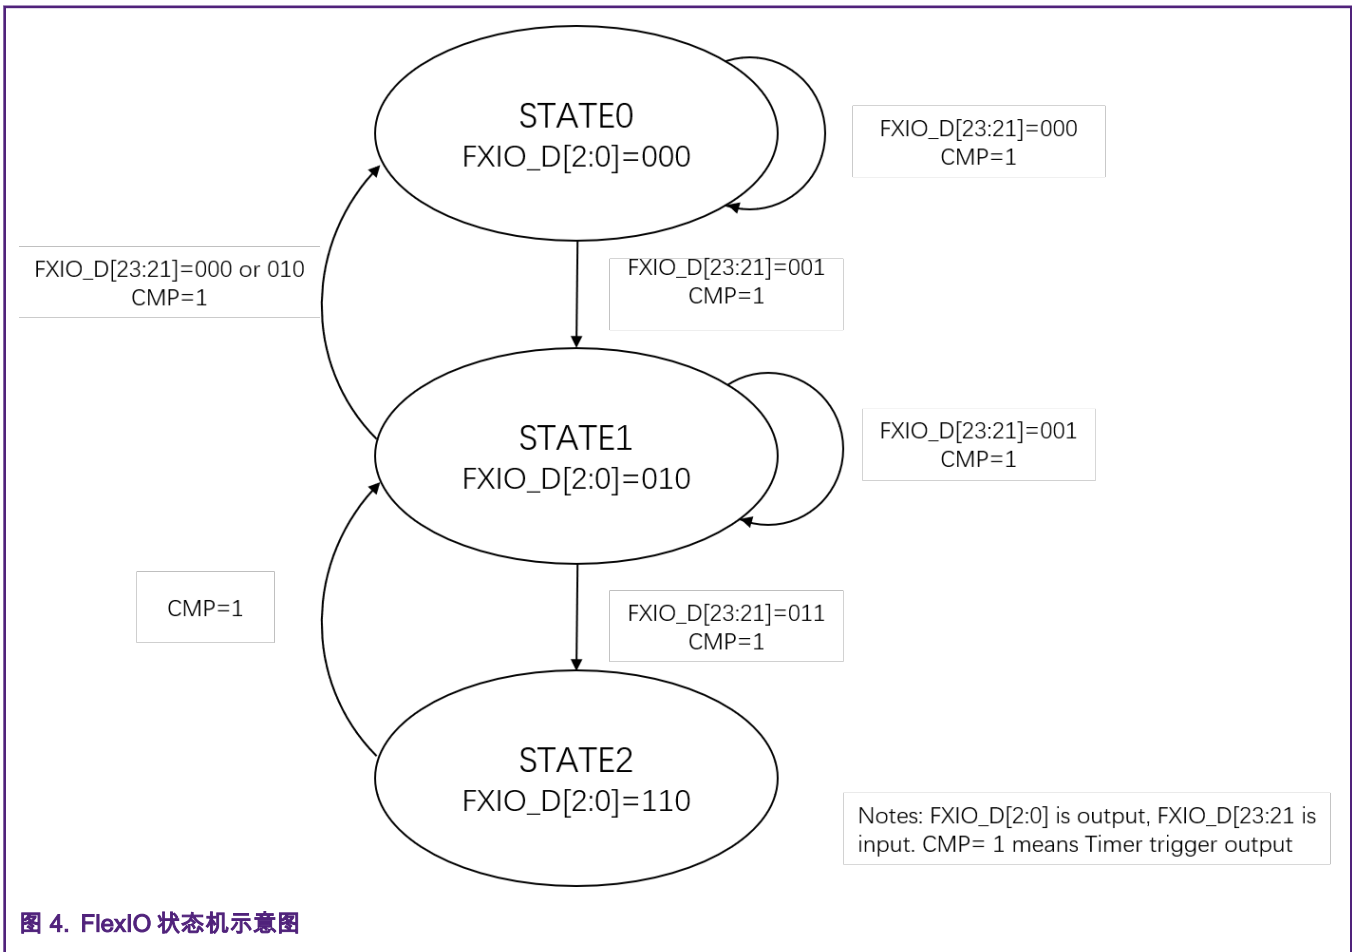 STATE0
FXIO_D[2:0]=000
FXIO_D[23:21]=000
CMP=1
FXIO_D[23:21]=000 or 010
CMP=1
FXIO_D[23:21]=001
CMP=1
STATE1
FXIO_D[2:0]=010
FXIO_D[23:21]=001
CMP=1
CMP=1
FXIO_D[23:21]=011
CMP=1
STATE2
FXIO_D[2:0]=110
Notes: FXIO_D[2:0] is output, FXIO_D[23:21 is
input. CMP= 1 means Timer trigger output
图 4. FlexIO 状态机示意图